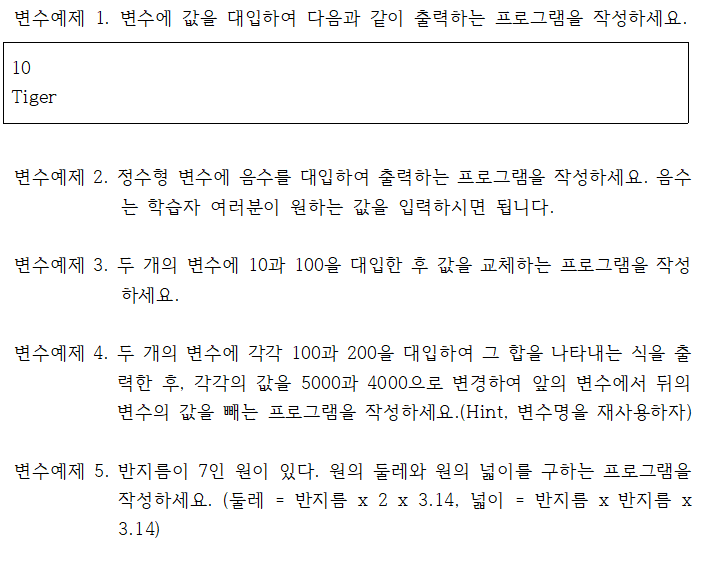 변수예제 1. 변수에 값을 대입하여 다음과 같이 출력하는 프로그램을 작성하세요.
10
Tiger
변수예제 2. 정수형 변수에 음수를 대입하여 출력하는 프로그램을 작성하세요. 음수
는 학습자 여러분이 원하는 값을 입력하시면 됩니다.
변수예제 3. 두 개의 변수에 10과 100을 대입한 후 값을 교체하는 프로그램을 작성
하세요.
변수예제 4. 두 개의 변수에 각각 100과 200을 대입하여 그 합을 나타내는 식을 출
력한 후, 각각의 값을 5000과 4000으로 변경하여 앞의 변수에서 뒤의
변수의 값을 빼는 프로그램을 작성하세요.(Hint, 변수명을 재사용하자)
변수예제 5. 반지름이 7인 원이 있다. 원의 둘레와 원의 넓이를 구하는 프로그램을
작성하세요. (둘레 = 반지름 x 2 x 3.14, 넓이 = 반지름 x 반지름 x
3.14)